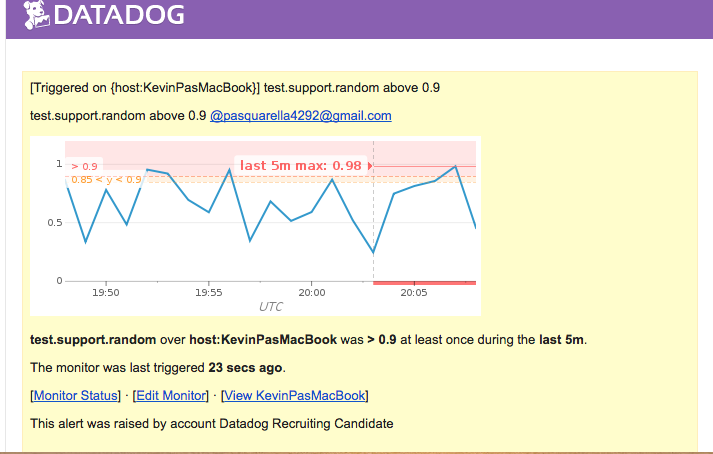 DATADOG
[Triggered on {host:KevinPasMacBook}] test.support.random above 0.9
test.support.random above 0.9 @pasquarella4292@gmail.com
1
> 0.9
last 5m max: 0.98
0.85 < y < 0.9
0.5
0
19:50 19:55 20:00 20:05
UTC
test.support.random over host:KevinPasMacBook was > 0.9 at least once during the last 5m.
The monitor was last triggered 23 secs ago.
[Monitor Status] · [Edit Monitor] · [View KevinPasMacBook]
This alert was raised by account Datadog Recruiting Candidate